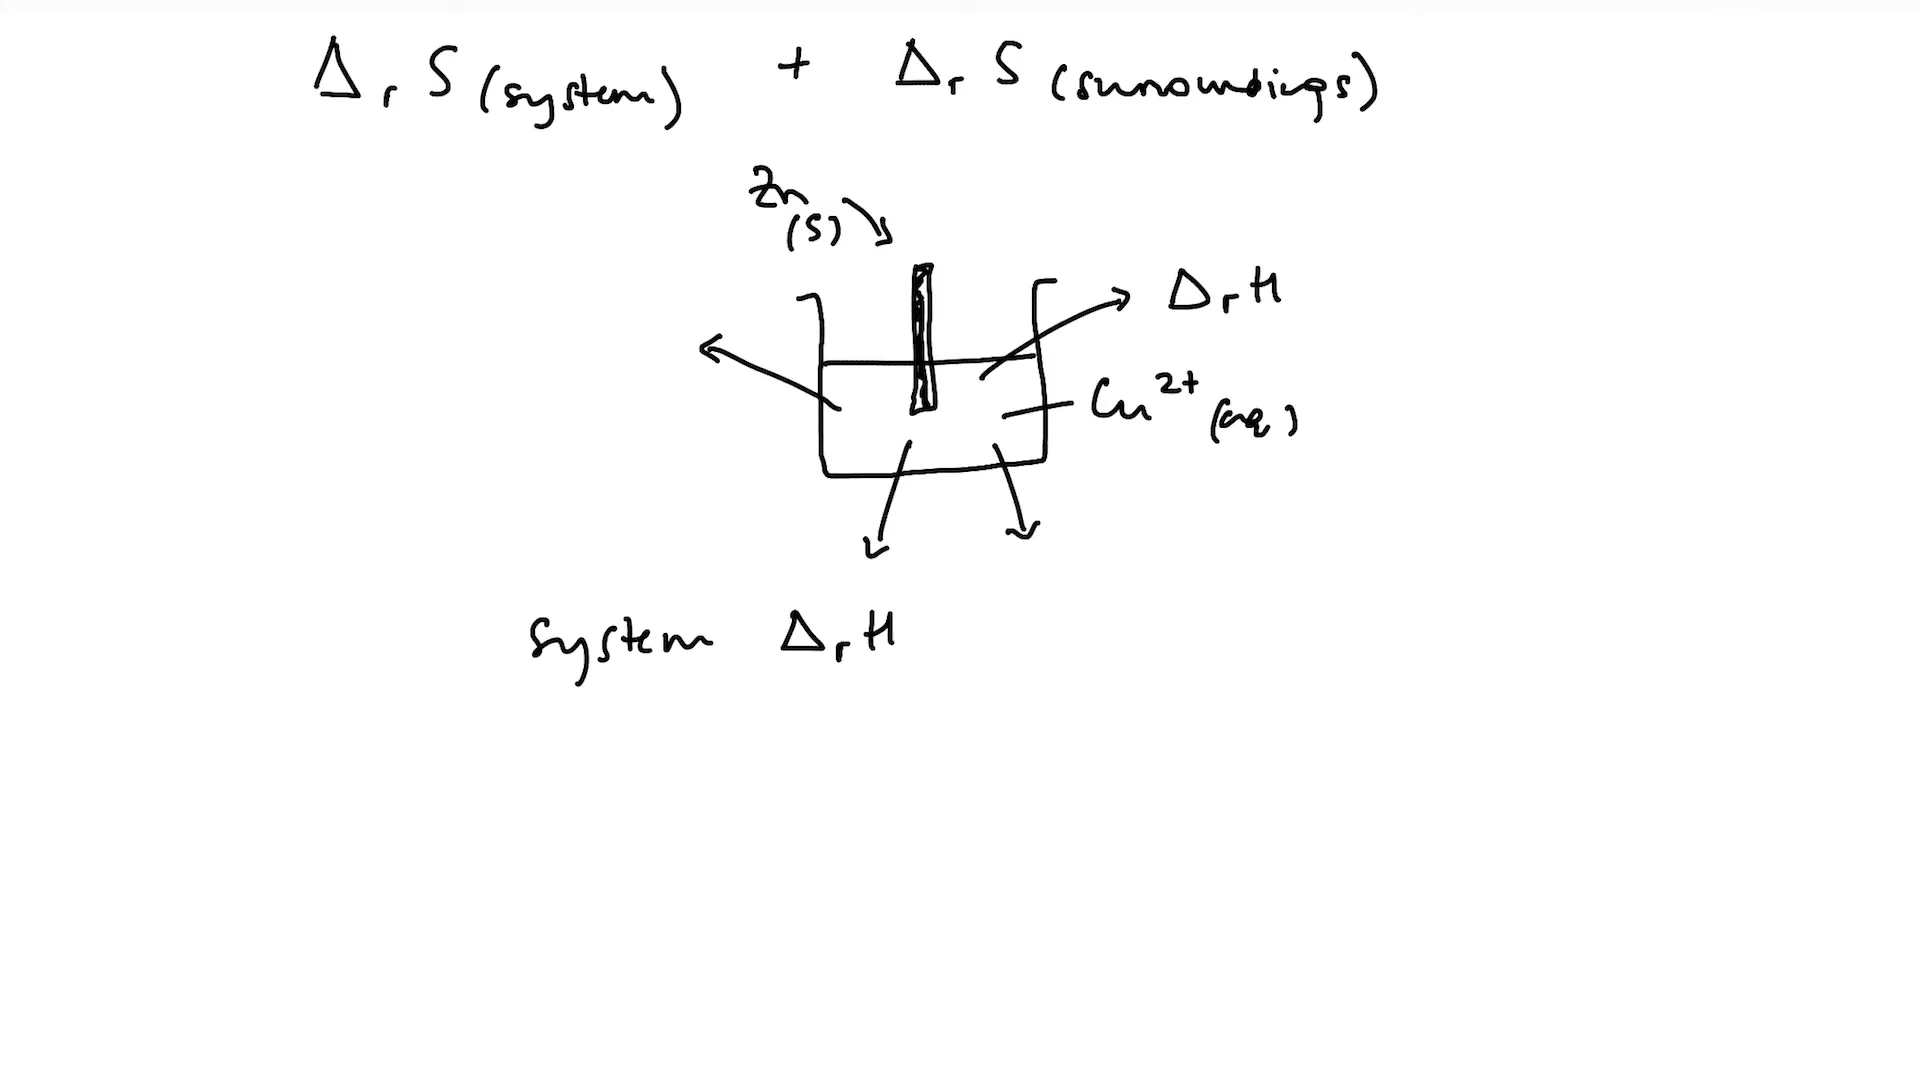 Δr S (system) + Δr S (surroundings)
Zn (s)
Δr H
Cu²⁺ (aq)
system Δr H